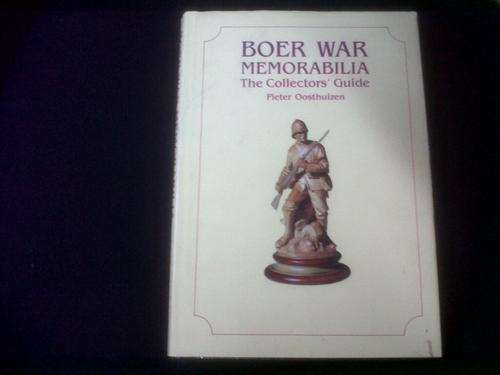 BOER WAR
MEMORABILIA
The Collectors' Guide
Pieter Oosthuizen